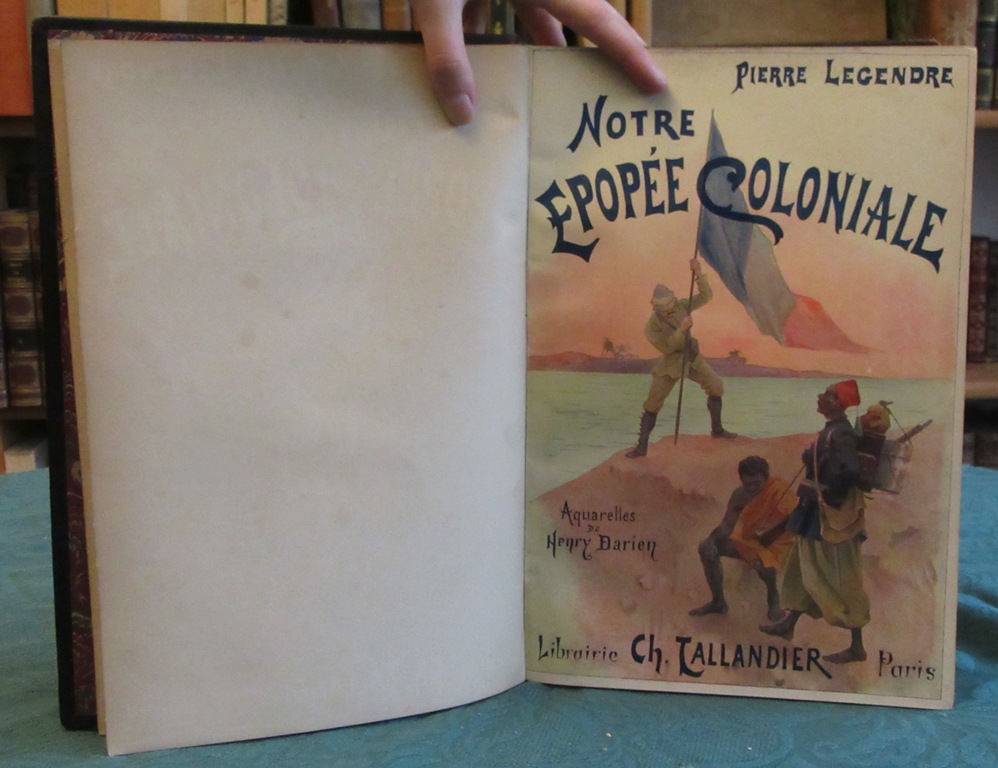 PIERRE LEGENDRE
NOTRE
EPOPÉE COLONIALE
Aquarelles
DE
Henry Darien
Librairie Ch. TALLANDIER Paris